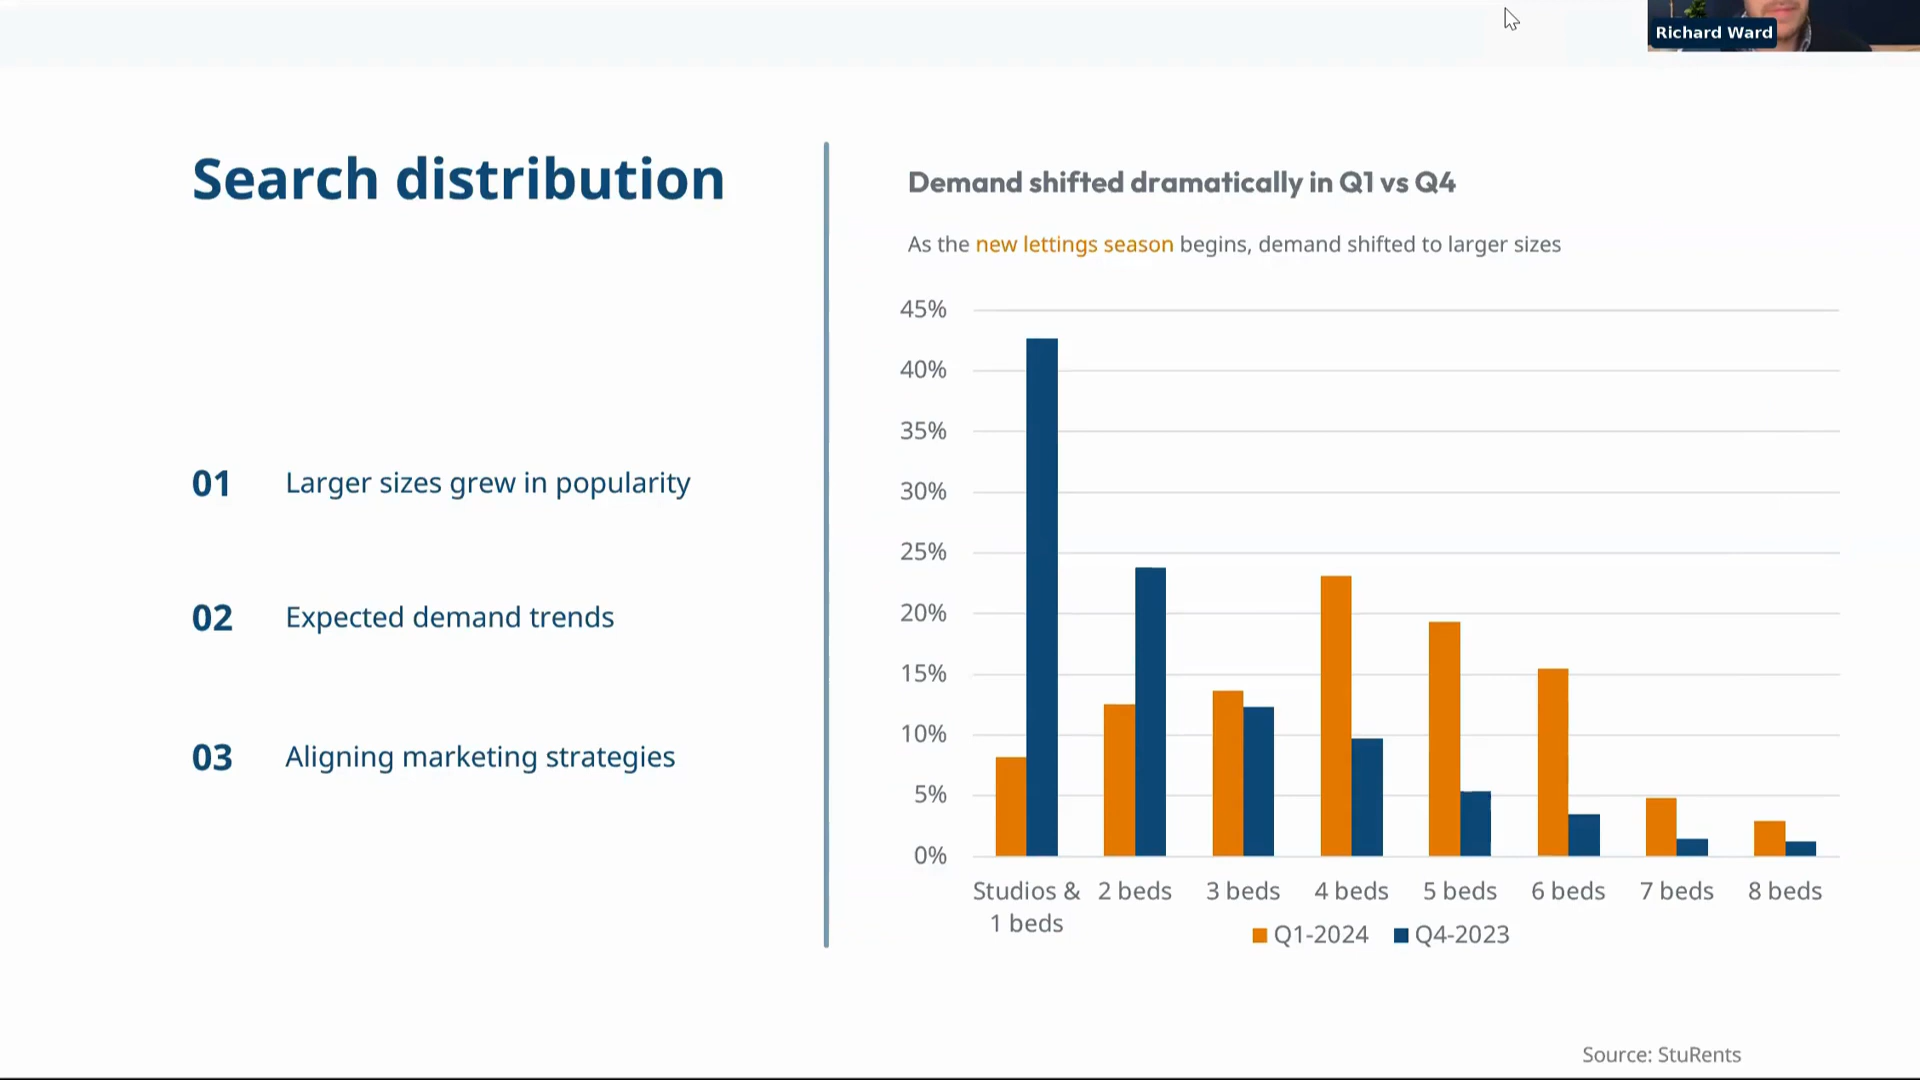 Richard Ward
Search distribution
01 Larger sizes grew in popularity
02 Expected demand trends
03 Aligning marketing strategies
Demand shifted dramatically in Q1 vs Q4
As the new lettings season begins, demand shifted to larger sizes
45%
40%
35%
30%
25%
20%
15%
10%
5%
0%
Studios & 2 beds 3 beds 4 beds 5 beds 6 beds 7 beds 8 beds
1 beds
Q1-2024 Q4-2023
Source: StuRents